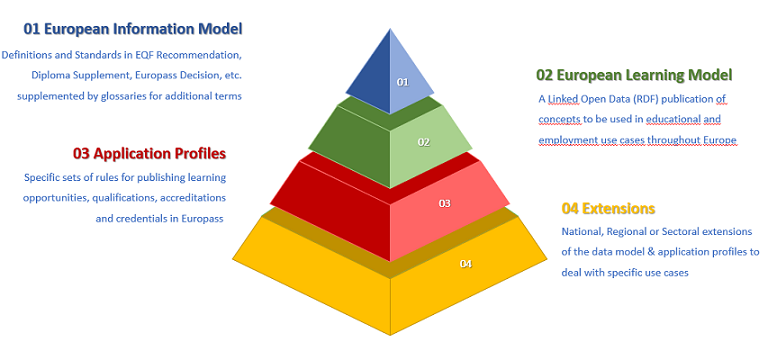 01 European Information Model
Definitions and Standards in EQF Recommendation,
Diploma Supplement, Europass Decision, etc.
supplemented by glossaries for additional terms
02 European Learning Model
A Linked Open Data (RDF) publication of
concepts to be used in educational and
employment use cases throughout Europe
03 Application Profiles
Specific sets of rules for publishing learning
opportunities, qualifications, accreditations
and credentials in Europass
04 Extensions
National, Regional or Sectoral extensions
of the data model & application profiles to
deal with specific use cases
01
02
03
04